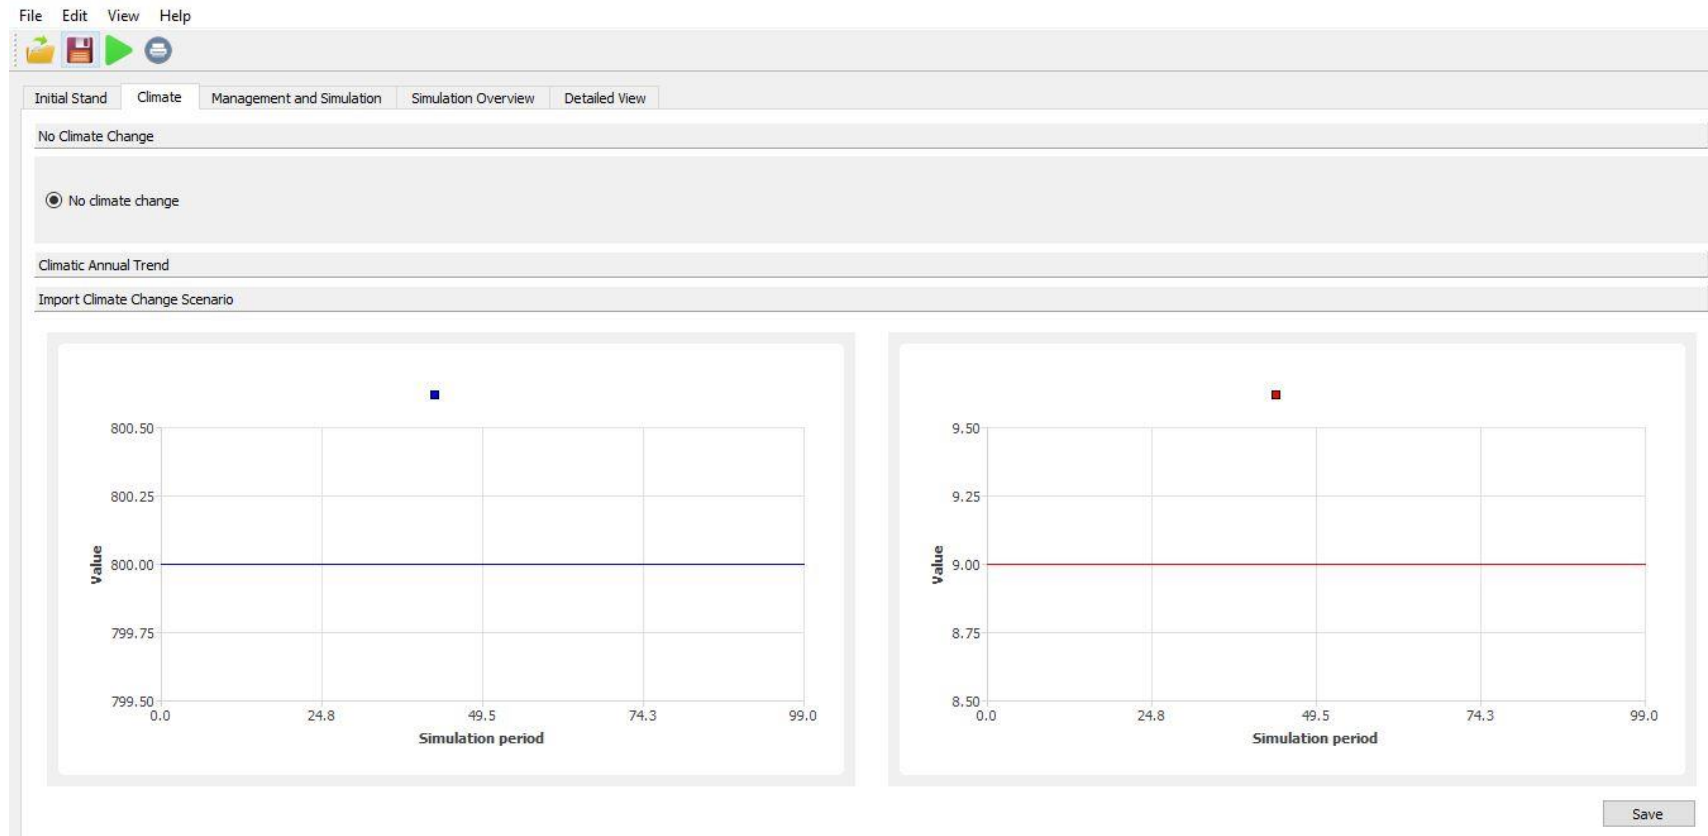 File Edit View Help
Initial Stand Climate Management and Simulation Simulation Overview Detailed View
No Climate Change
No climate change
Climatic Annual Trend
Import Climate Change Scenario
800.50
800.25
800.00
799.75
799.50
Value
0.0 24.8 49.5 74.3 99.0
Simulation period
9.50
9.25
9.00
8.75
8.50
Value
0.0 24.8 49.5 74.3 99.0
Simulation period
Save